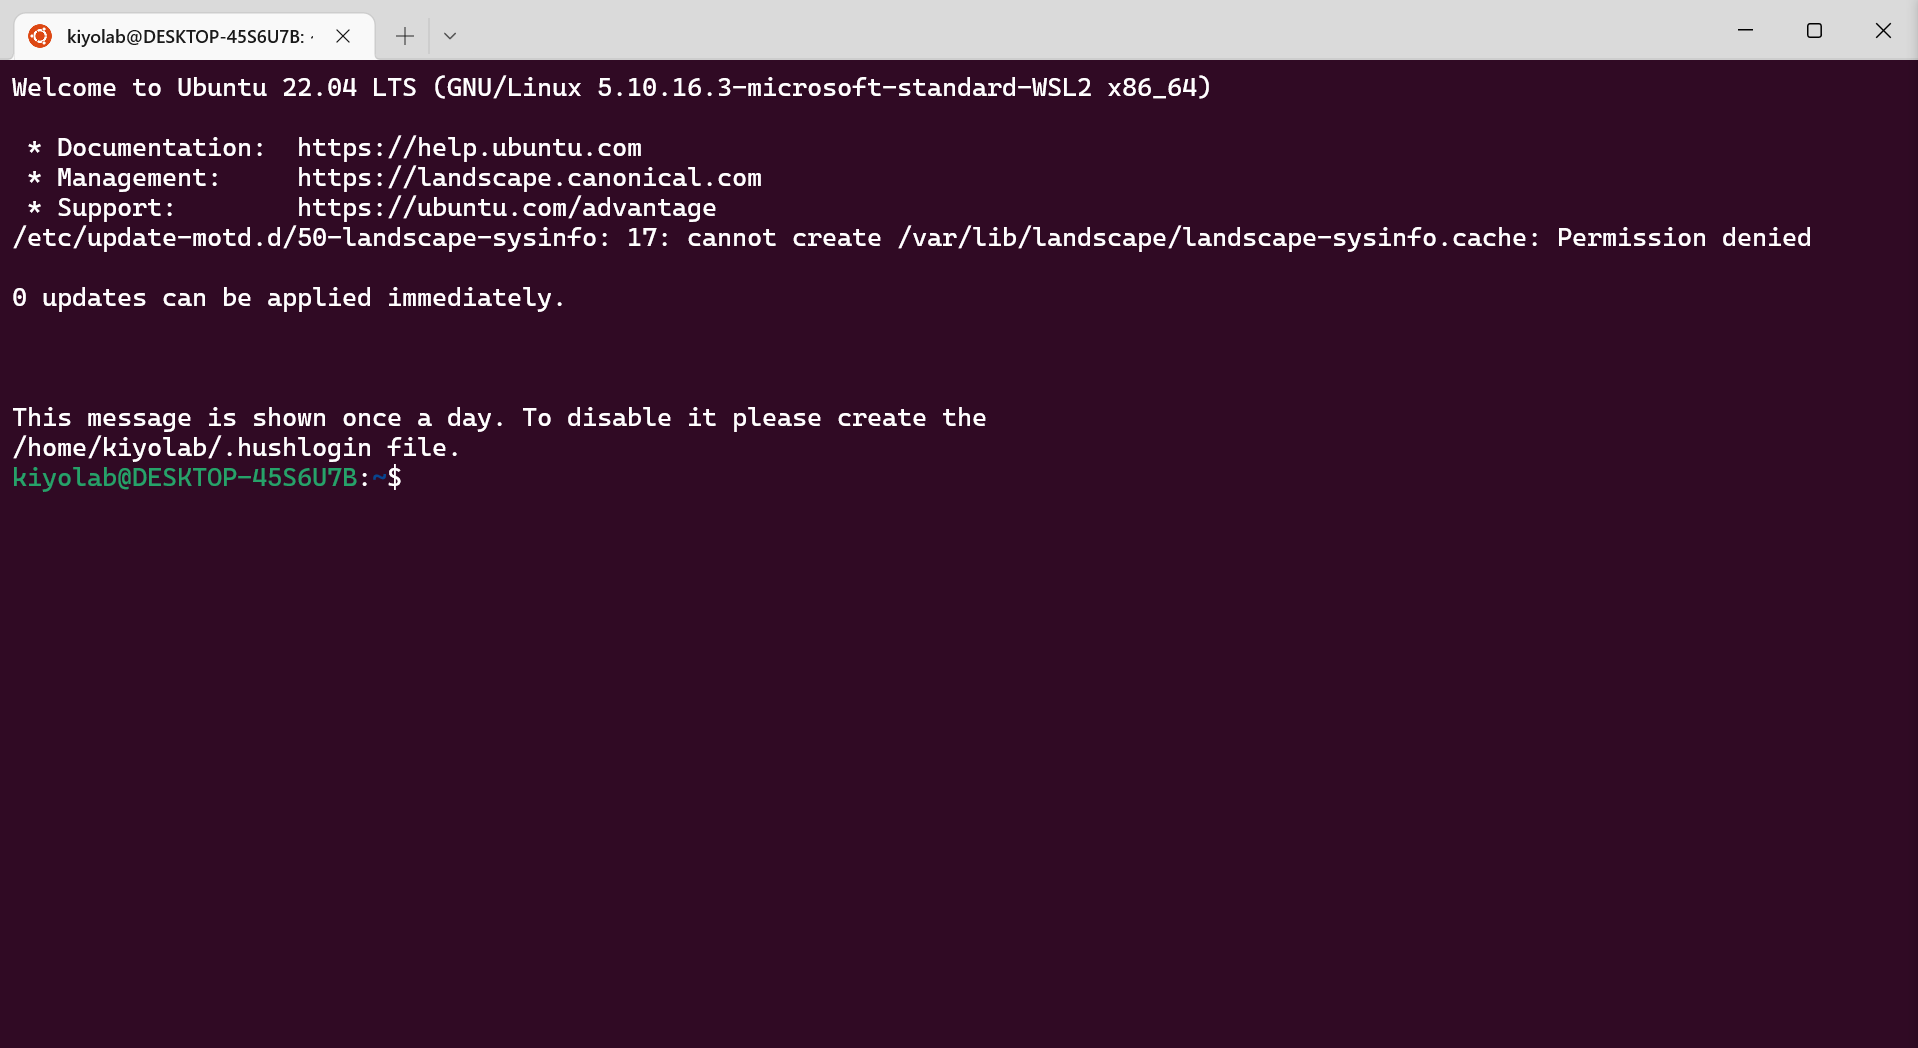 kiyolab@DESKTOP-45S6U7B:
Welcome to Ubuntu 22.04 LTS (GNU/Linux 5.10.16.3-microsoft-standard-WSL2 x86_64)
* Documentation:  https://help.ubuntu.com
* Management:     https://landscape.canonical.com
* Support:        https://ubuntu.com/advantage
/etc/update-motd.d/50-landscape-sysinfo: 17: cannot create /var/lib/landscape/landscape-sysinfo.cache: Permission denied
0 updates can be applied immediately.
This message is shown once a day. To disable it please create the
/home/kiyolab/.hushlogin file.
kiyolab@DESKTOP-45S6U7B:~$